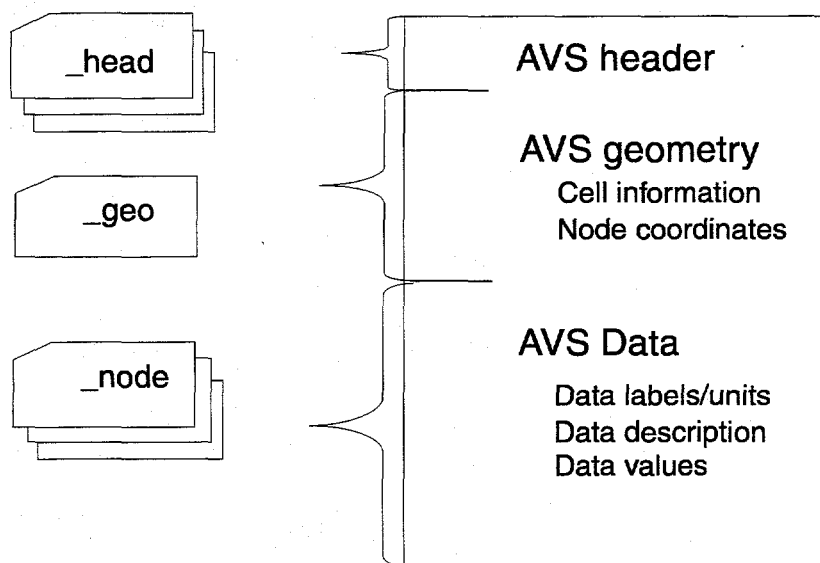 _head
AVS header
_geo
AVS geometry
Cell information
Node coordinates
_node
AVS Data
Data labels/units
Data description
Data values